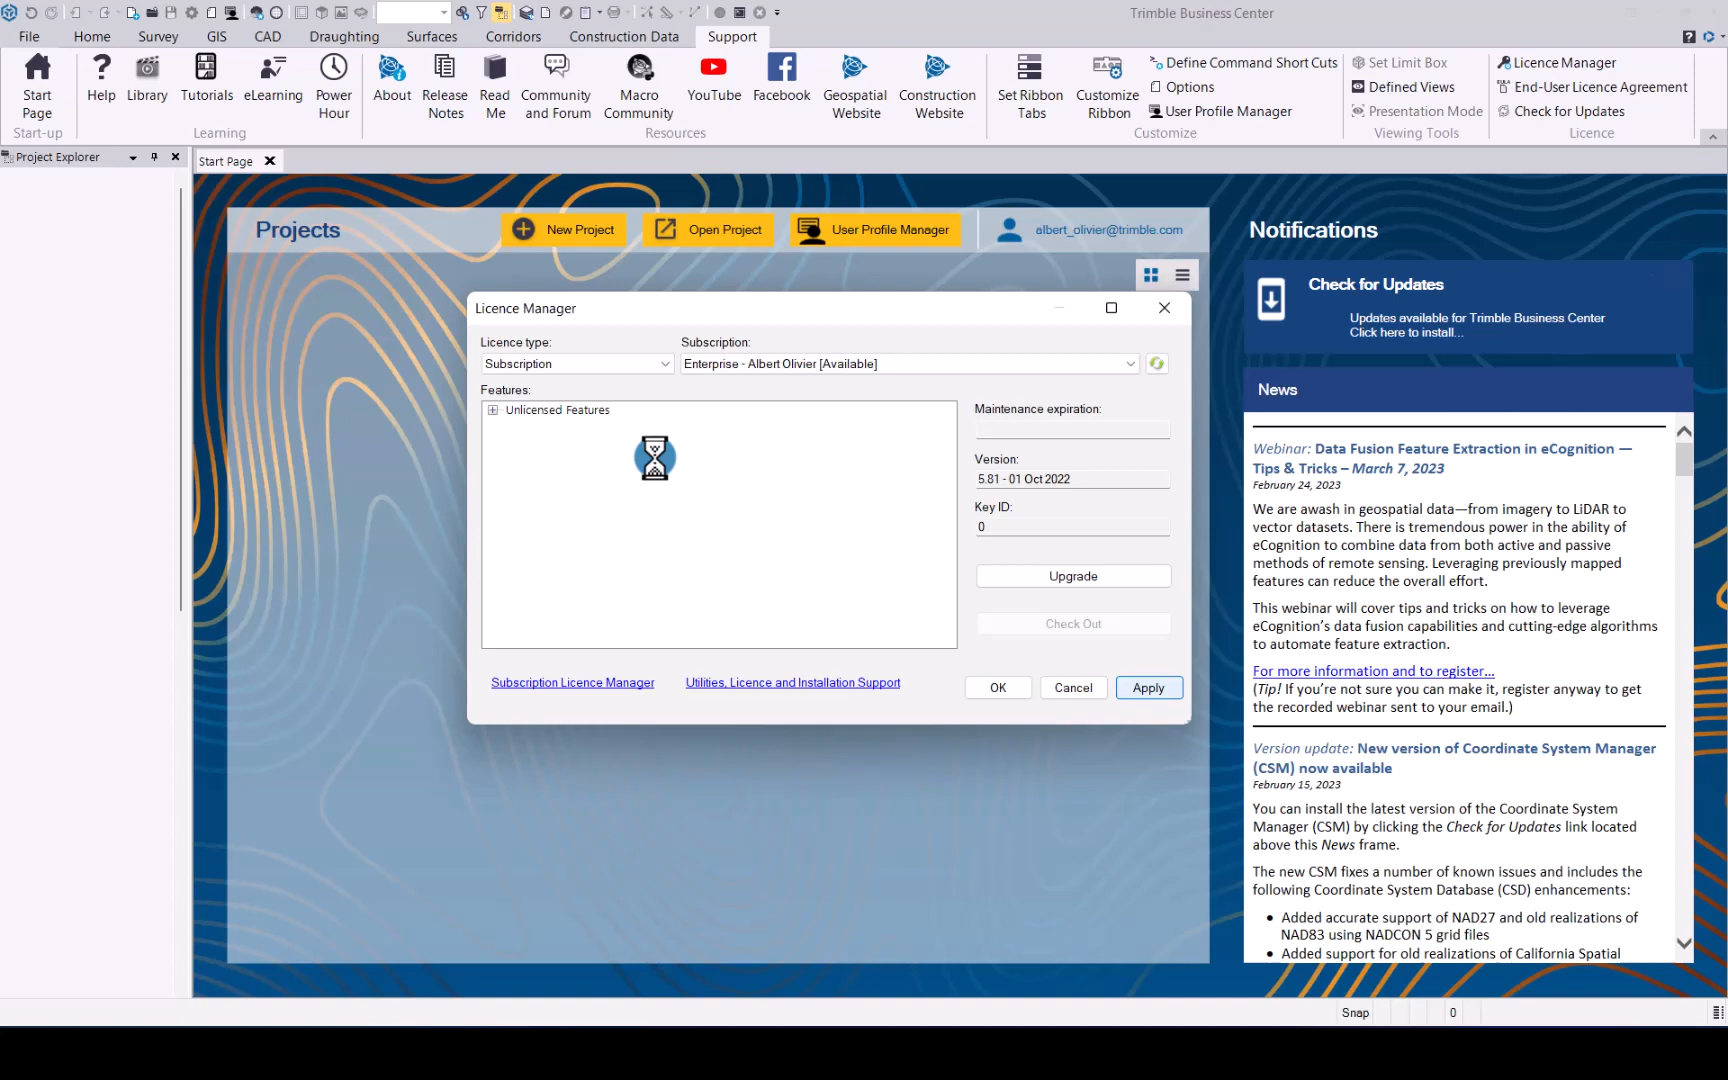 Trimble Business Center
File Home Survey GIS CAD Draughting Surfaces Corridors Construction Data Support
Start Page
Help
Library
Tutorials
eLearning
Power Hour
About
Release Notes
Read Me
Community and Forum
Macro Community
YouTube
Facebook
Geospatial Website
Construction Website
Set Ribbon Tabs
Customize Ribbon
Define Command Short Cuts
Options
User Profile Manager
Set Limit Box
Defined Views
Presentation Mode
Licence Manager
End-User Licence Agreement
Check for Updates
Start-up Learning Resources Customize Viewing Tools Licence
Project Explorer
Start Page
Projects
New Project
Open Project
User Profile Manager
albert_olivier@trimble.com
Licence Manager
Licence type: Subscription:
Subscription Enterprise - Albert Olivier [Available]
Features:
Unlicensed Features
Maintenance expiration:
Version:
5.81 - 01 Oct 2022
Key ID:
0
Upgrade
Check Out
Subscription Licence Manager Utilities, Licence and Installation Support
OK Cancel Apply
Notifications
Check for Updates
Updates available for Trimble Business Center
Click here to install...
News
Webinar: Data Fusion Feature Extraction in eCognition —
Tips & Tricks – March 7, 2023
February 24, 2023
We are awash in geospatial data—from imagery to LiDAR to
vector datasets. There is tremendous power in the ability of
eCognition to combine data from both active and passive
methods of remote sensing. Leveraging previously mapped
features can reduce the overall effort.
This webinar will cover tips and tricks on how to leverage
eCognition's data fusion capabilities and cutting-edge algorithms
to automate feature extraction.
For more information and to register...
(Tip! If you're not sure you can make it, register anyway to get
the recorded webinar sent to your email.)
Version update: New version of Coordinate System Manager
(CSM) now available
February 15, 2023
You can install the latest version of the Coordinate System
Manager (CSM) by clicking the Check for Updates link located
above this News frame.
The new CSM fixes a number of known issues and includes the
following Coordinate System Database (CSD) enhancements:
• Added accurate support of NAD27 and old realizations of
NAD83 using NADCON 5 grid files
• Added support for old realizations of California Spatial
Snap 0